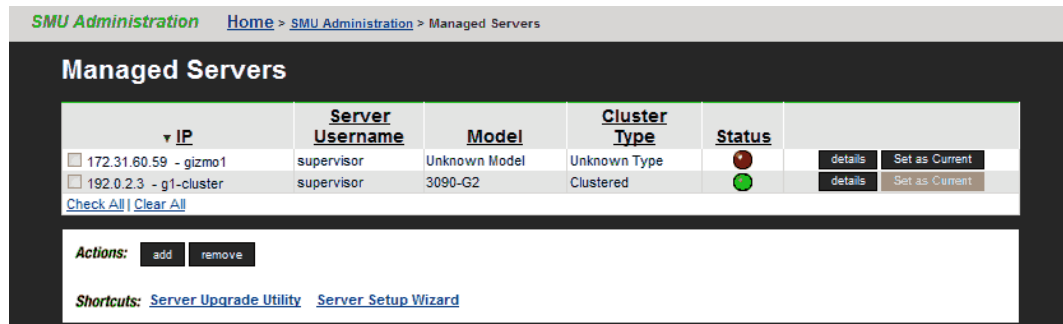 SMU Administration Home > SMU Administration > Managed Servers
Managed Servers
▼ IP Server Username Model Cluster Type Status
172.31.60.59 - gizmo1 supervisor Unknown Model Unknown Type details Set as Current
192.0.2.3 - g1-cluster supervisor 3090-G2 Clustered details Set as Current
Check All | Clear All
Actions: add remove
Shortcuts: Server Upgrade Utility Server Setup Wizard